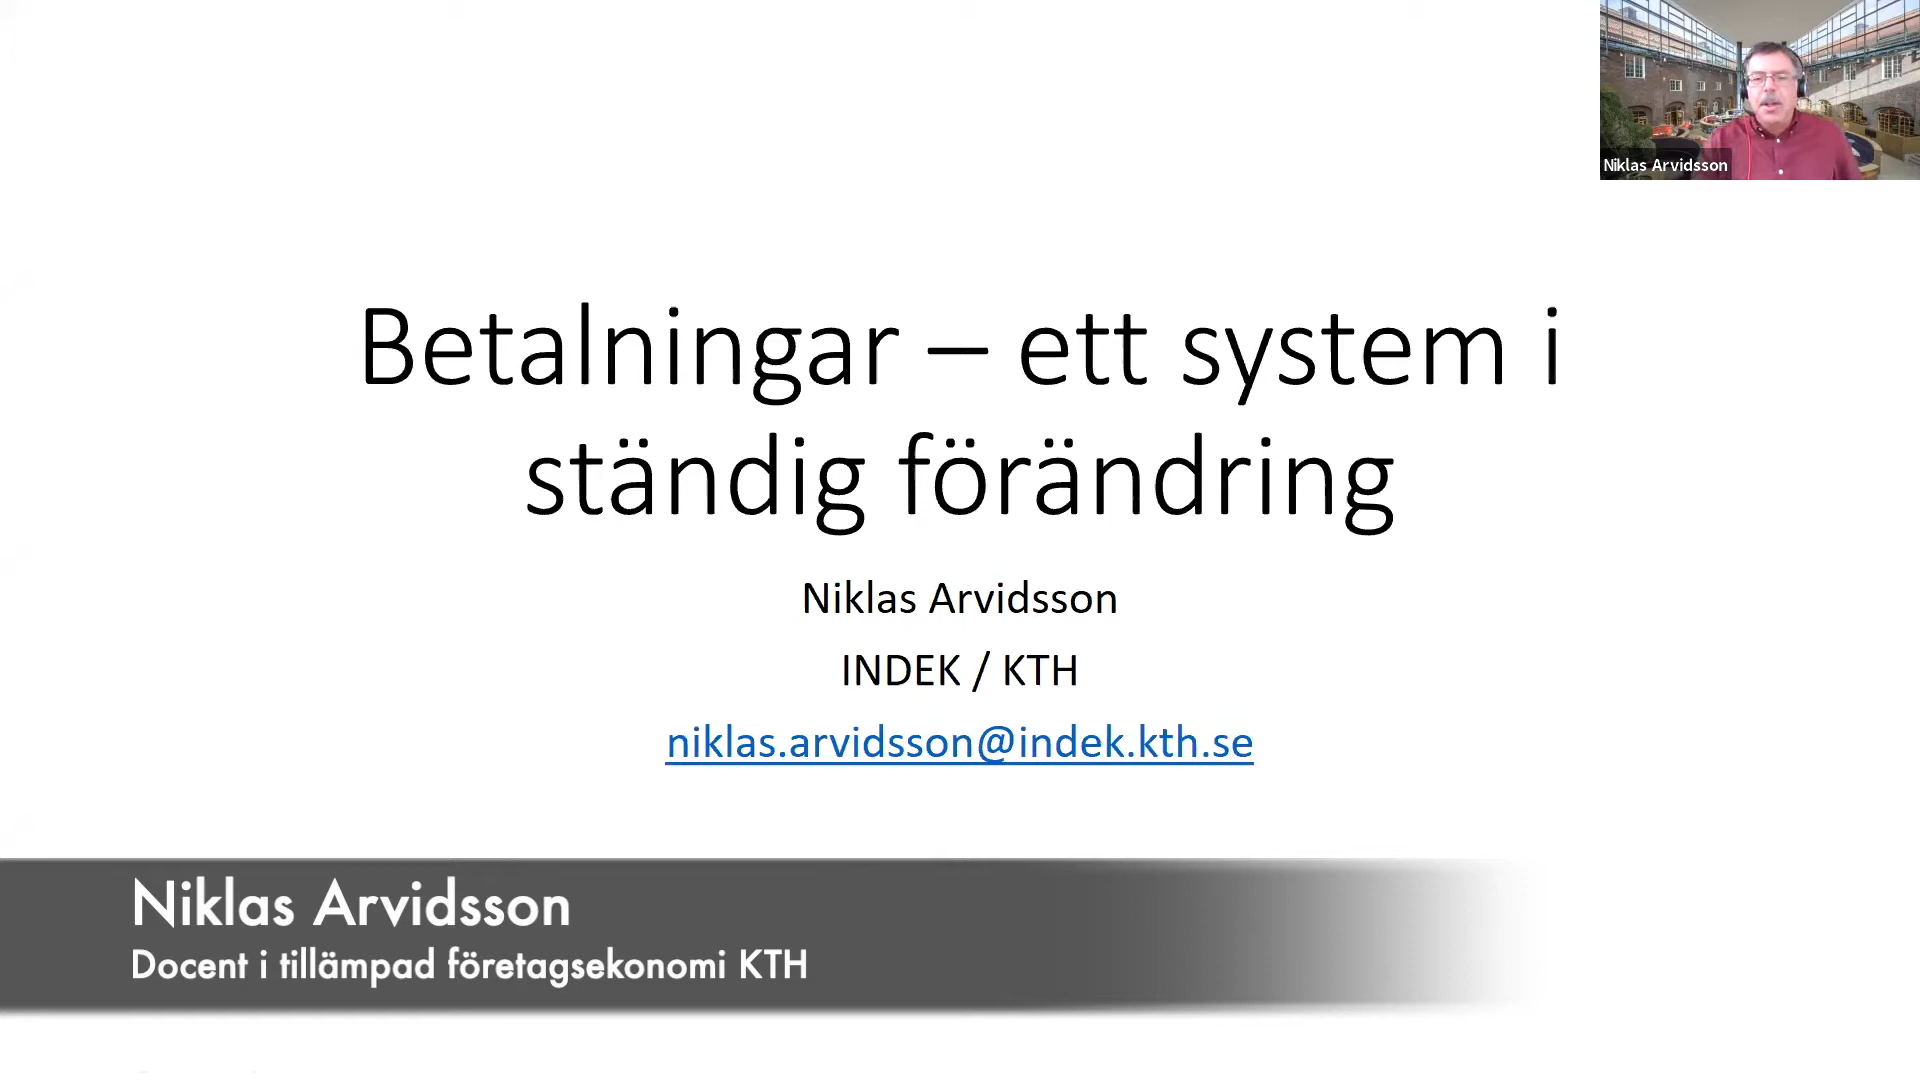 Niklas Arvidsson
Betalningar – ett system i
ständig förändring
Niklas Arvidsson
INDEK / KTH
niklas.arvidsson@indek.kth.se
Niklas Arvidsson
Docent i tillämpad företagsekonomi KTH